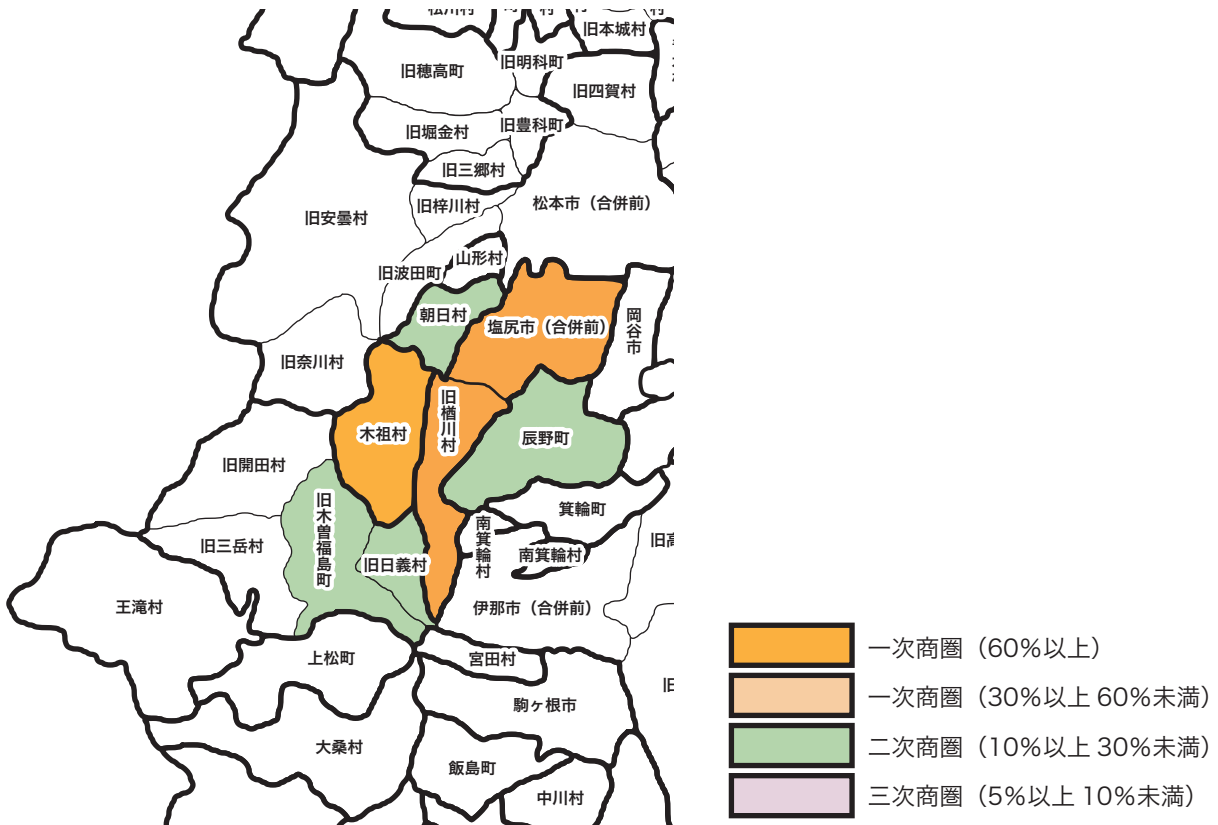 松川村
村
村
旧本城村
旧穂高町
旧明科町
旧四賀村
旧堀金村
旧豊科町
旧三郷村
旧安曇村
旧梓川村
松本市（合併前）
旧波田町
山形村
朝日村
塩尻市（合併前）
岡谷市
旧奈川村
旧楢川村
木祖村
辰野町
旧開田村
旧木曽福島町
箕輪町
南箕輪村
南箕輪村
旧三岳村
旧日義村
王滝村
伊那市（合併前）
上松町
宮田村
駒ヶ根市
大桑村
飯島町
中川村
一次商圏（60％以上）
一次商圏（30％以上 60％未満）
二次商圏（10％以上 30％未満）
三次商圏（5％以上 10％未満）